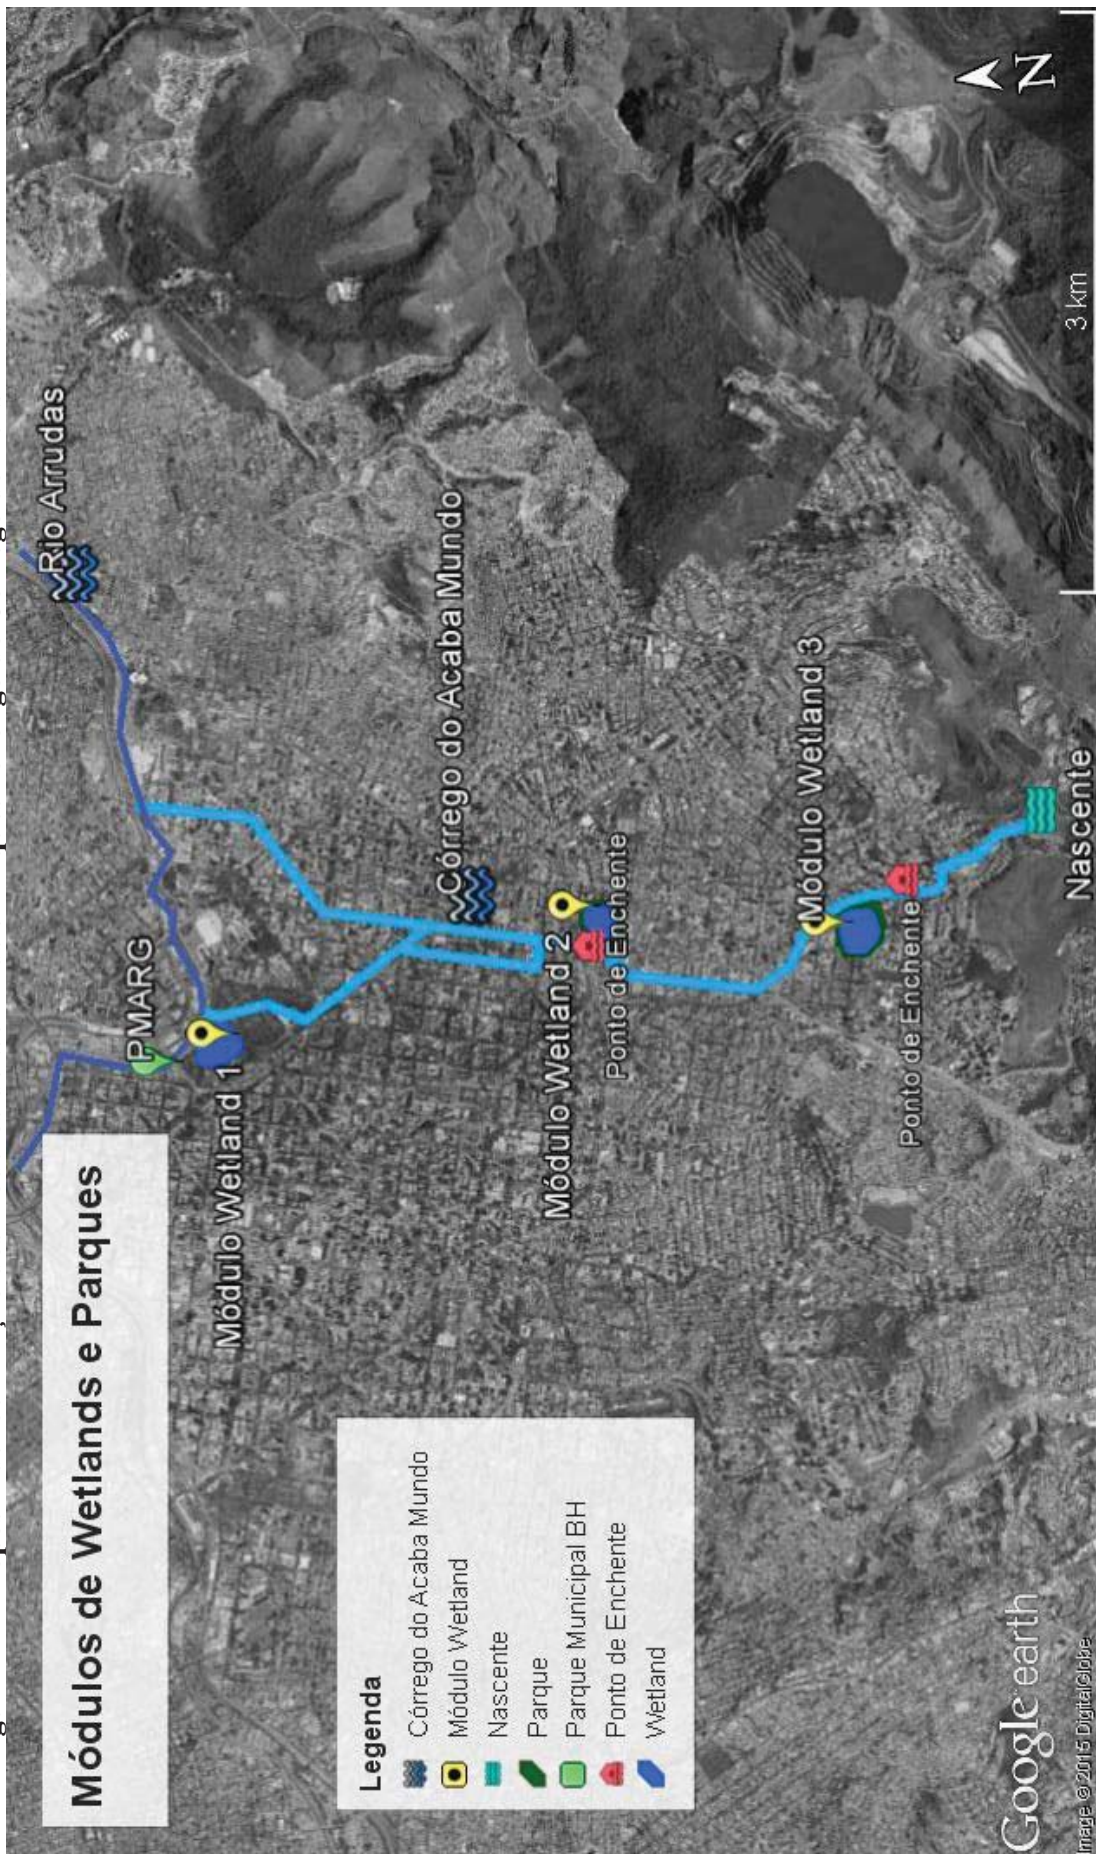 Módulos de Wetlands e Parques
Legenda
Córrego do Acaba Mundo
Módulo Wetland
Nascente
Parque
Parque Municipal BH
Ponto de Enchente
Wetland
PMARG
Rio Arrudas
Módulo Wetland 1
Córrego do Acaba Mundo
Módulo Wetland 2
Ponto de Enchente
Módulo Wetland 3
Ponto de Enchente
Nascente
N
3 km
Google earth
Image © 2015 DigitalGlobe